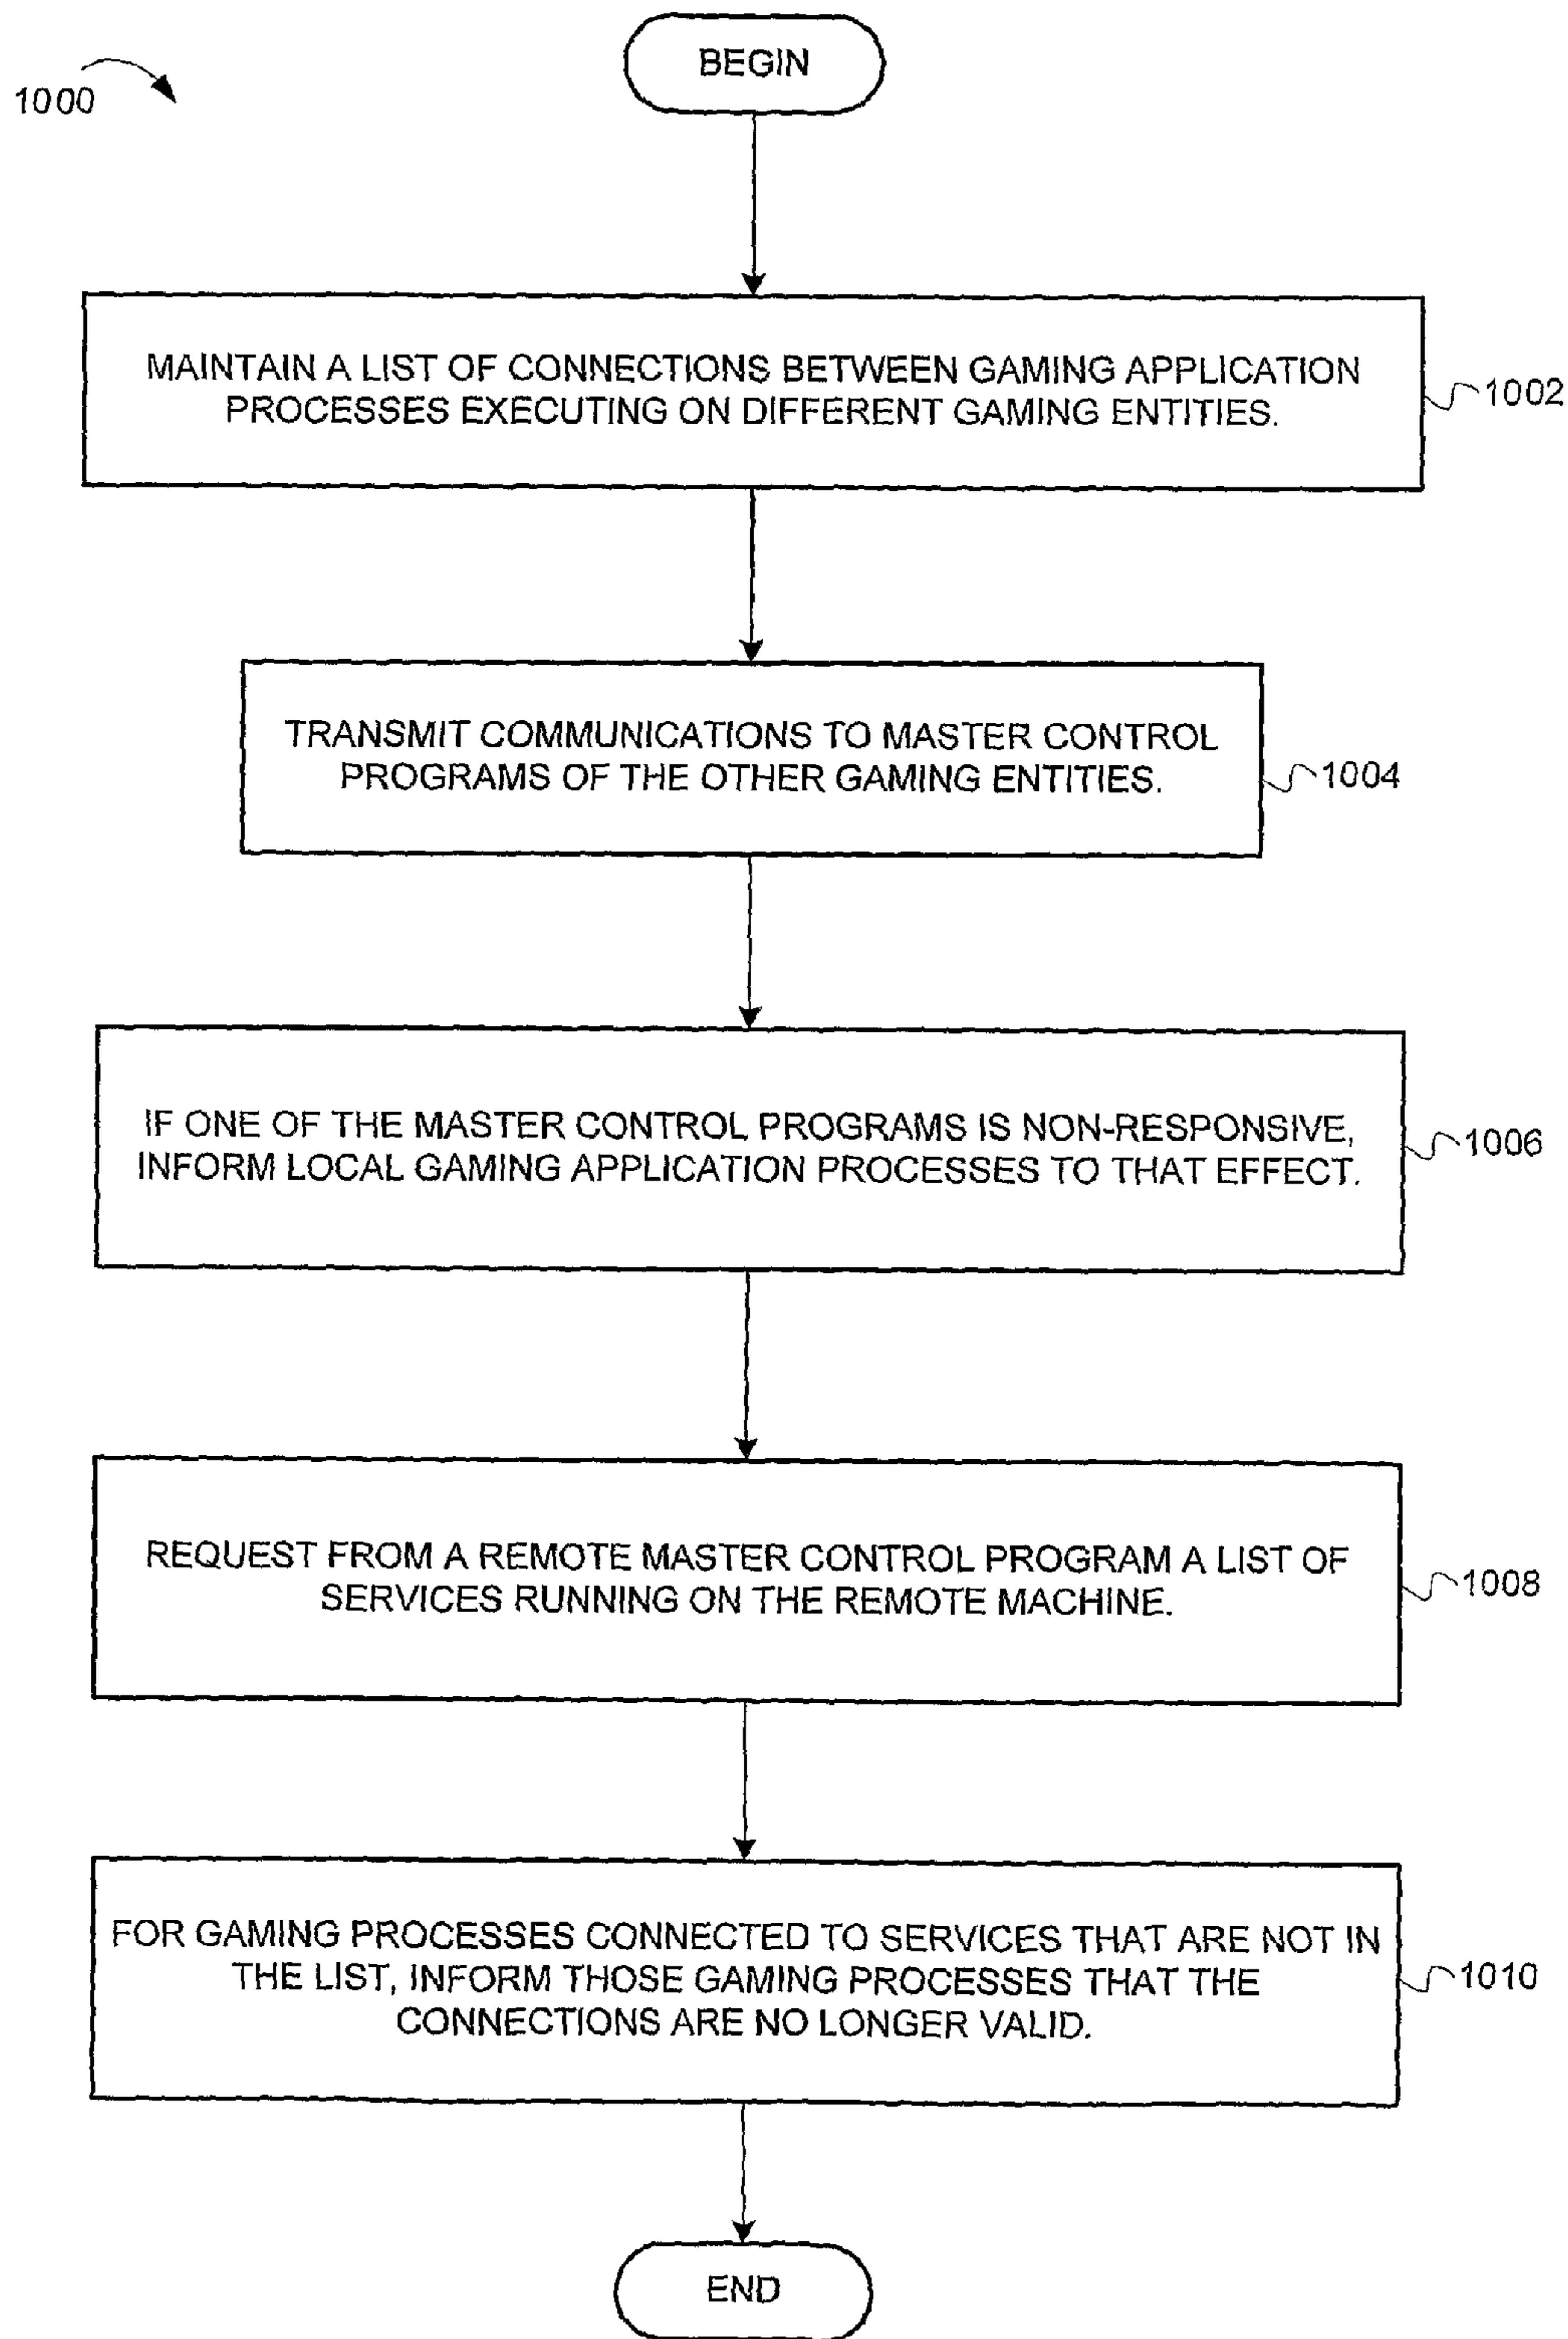 BEGIN
1000
MAINTAIN A LIST OF CONNECTIONS BETWEEN GAMING APPLICATION
PROCESSES EXECUTING ON DIFFERENT GAMING ENTITIES.
1002
TRANSMIT COMMUNICATIONS TO MASTER CONTROL
PROGRAMS OF THE OTHER GAMING ENTITIES.
1004
IF ONE OF THE MASTER CONTROL PROGRAMS IS NON-RESPONSIVE,
INFORM LOCAL GAMING APPLICATION PROCESSES TO THAT EFFECT.
1006
REQUEST FROM A REMOTE MASTER CONTROL PROGRAM A LIST OF
SERVICES RUNNING ON THE REMOTE MACHINE.
1008
FOR GAMING PROCESSES CONNECTED TO SERVICES THAT ARE NOT IN
THE LIST, INFORM THOSE GAMING PROCESSES THAT THE
CONNECTIONS ARE NO LONGER VALID.
1010
END